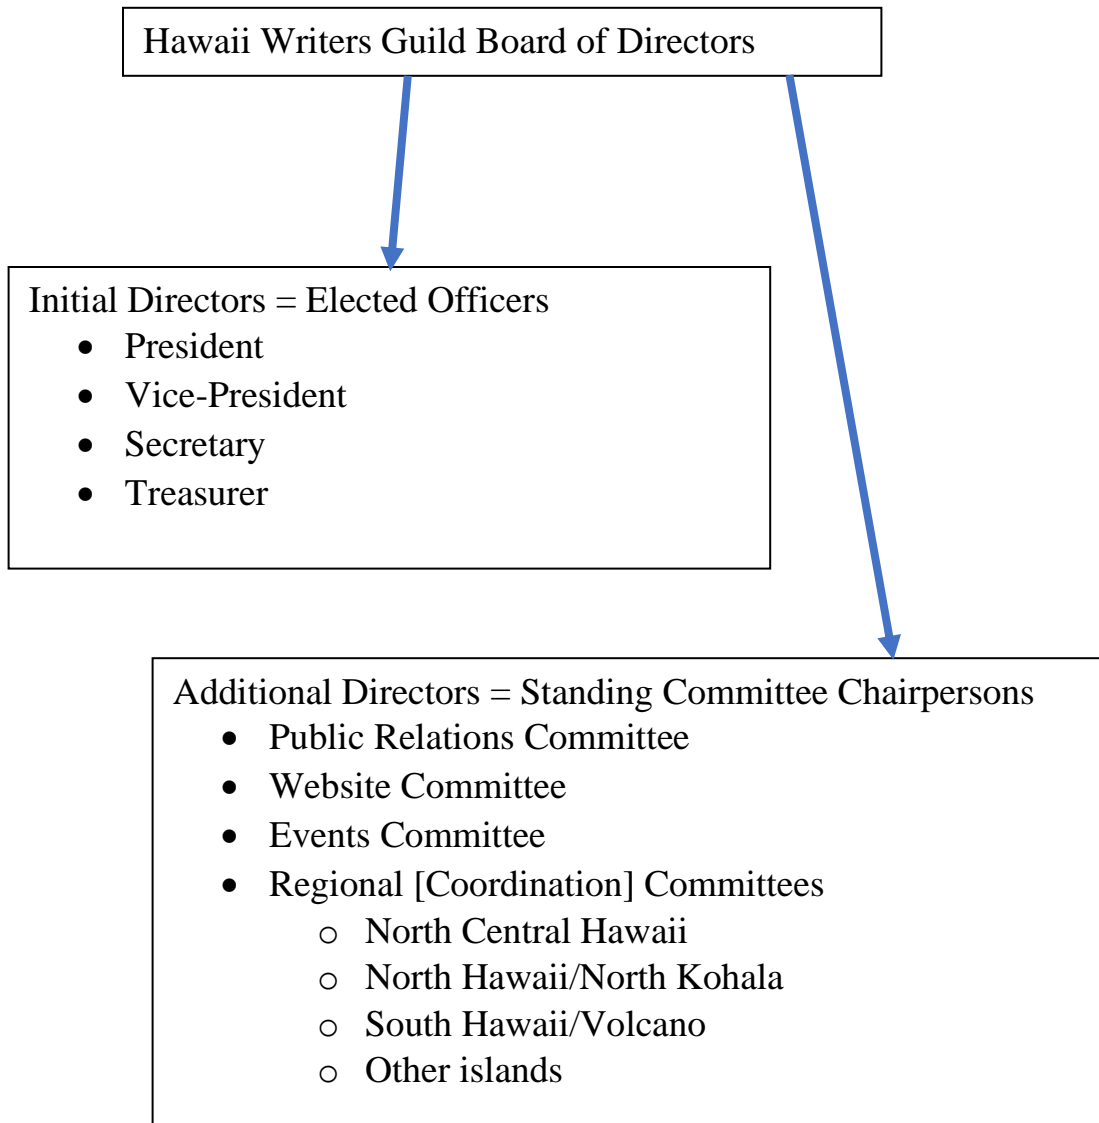 Hawaii Writers Guild Board of Directors
Initial Directors = Elected Officers
• President
• Vice-President
• Secretary
• Treasurer
Additional Directors = Standing Committee Chairpersons
• Public Relations Committee
• Website Committee
• Events Committee
• Regional [Coordination] Committees
o North Central Hawaii
o North Hawaii/North Kohala
o South Hawaii/Volcano
o Other islands